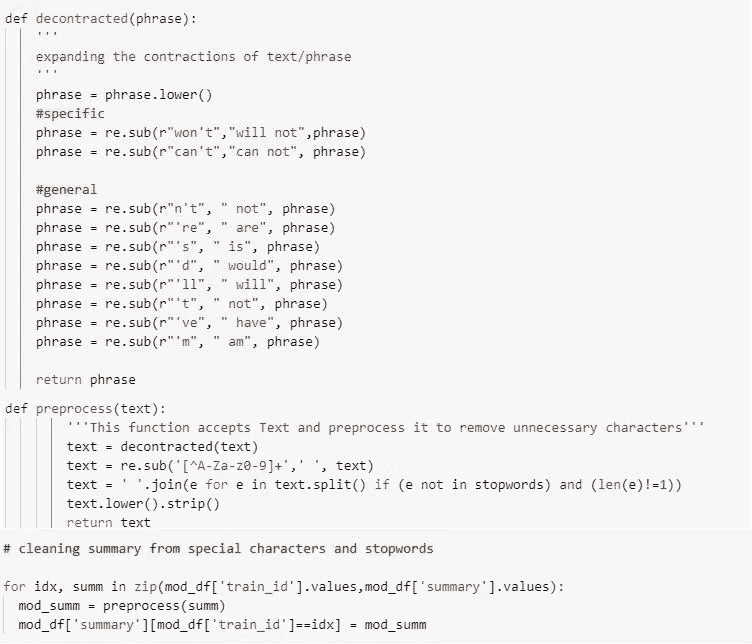 def decontracted(phrase):
'''
expanding the contractions of text/phrase
'''
phrase = phrase.lower()
#specific
phrase = re.sub(r"won't","will not",phrase)
phrase = re.sub(r"can't","can not", phrase)
#general
phrase = re.sub(r"n't", " not", phrase)
phrase = re.sub(r"'re", " are", phrase)
phrase = re.sub(r"'s", " is", phrase)
phrase = re.sub(r"'d", " would", phrase)
phrase = re.sub(r"'ll", " will", phrase)
phrase = re.sub(r"'t", " not", phrase)
phrase = re.sub(r"'ve", " have", phrase)
phrase = re.sub(r"'m", " am", phrase)
return phrase
def preprocess(text):
'''This function accepts Text and preprocess it to remove unnecessary characters'''
text = decontracted(text)
text = re.sub('[^A-Za-z0-9]+',' ', text)
text = ' '.join(e for e in text.split() if (e not in stopwords) and (len(e)!=1))
text.lower().strip()
return text
# cleaning summary from special characters and stopwords
for idx, summ in zip(mod_df['train_id'].values,mod_df['summary'].values):
mod_summ = preprocess(summ)
mod_df['summary'][mod_df['train_id']==idx] = mod_summ